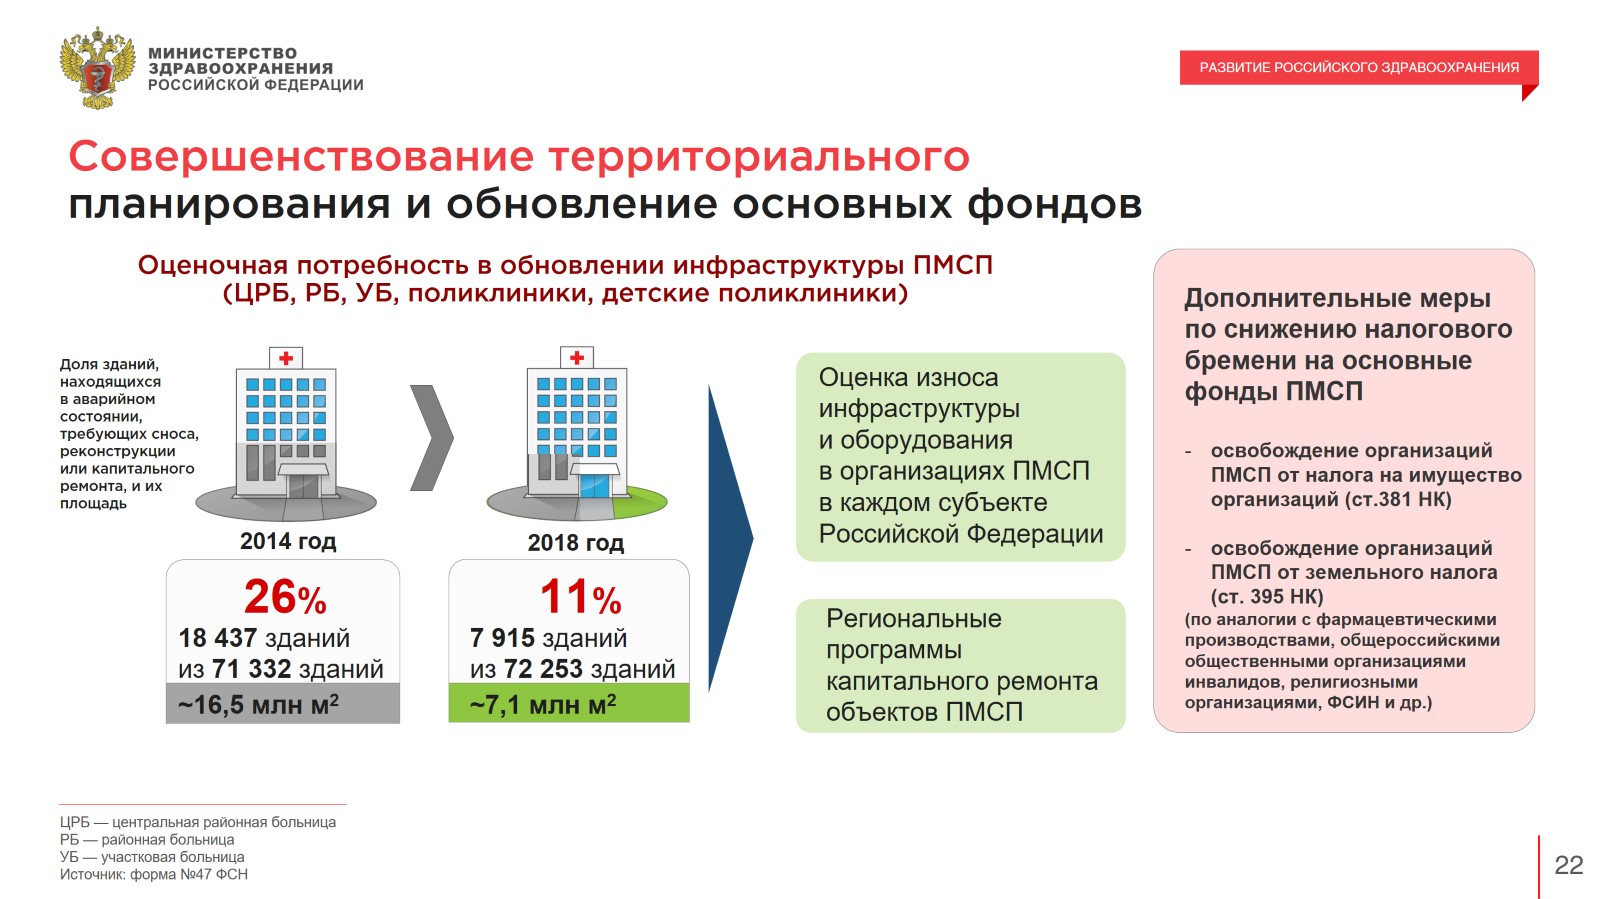 МИНИСТЕРСТВО
ЗДРАВООХРАНЕНИЯ
РОССИЙСКОЙ ФЕДЕРАЦИИ
РАЗВИТИЕ РОССИЙСКОГО ЗДРАВООХРАНЕНИЯ
Совершенствование территориального
планирования и обновление основных фондов
Оценочная потребность в обновлении инфраструктуры ПМСП
(ЦРБ, РБ, УБ, поликлиники, детские поликлиники)
Доля зданий,
находящихся
в аварийном
состоянии,
требующих сноса,
реконструкции
или капитального
ремонта, и их
площадь
2014 год
26%
18 437 зданий
из 71 332 зданий
~16,5 млн м²
2018 год
11%
7 915 зданий
из 72 253 зданий
~7,1 млн м²
Оценка износа
инфраструктуры
и оборудования
в организациях ПМСП
в каждом субъекте
Российской Федерации
Региональные
программы
капитального ремонта
объектов ПМСП
Дополнительные меры
по снижению налогового
бремени на основные
фонды ПМСП
- освобождение организаций
ПМСП от налога на имущество
организаций (ст.381 НК)
- освобождение организаций
ПМСП от земельного налога
(ст. 395 НК)
(по аналогии с фармацевтическими
производствами, общероссийскими
общественными организациями
инвалидов, религиозными
организациями, ФСИН и др.)
ЦРБ — центральная районная больница
РБ — районная больница
УБ — участковая больница
Источник: форма №47 ФСН
22